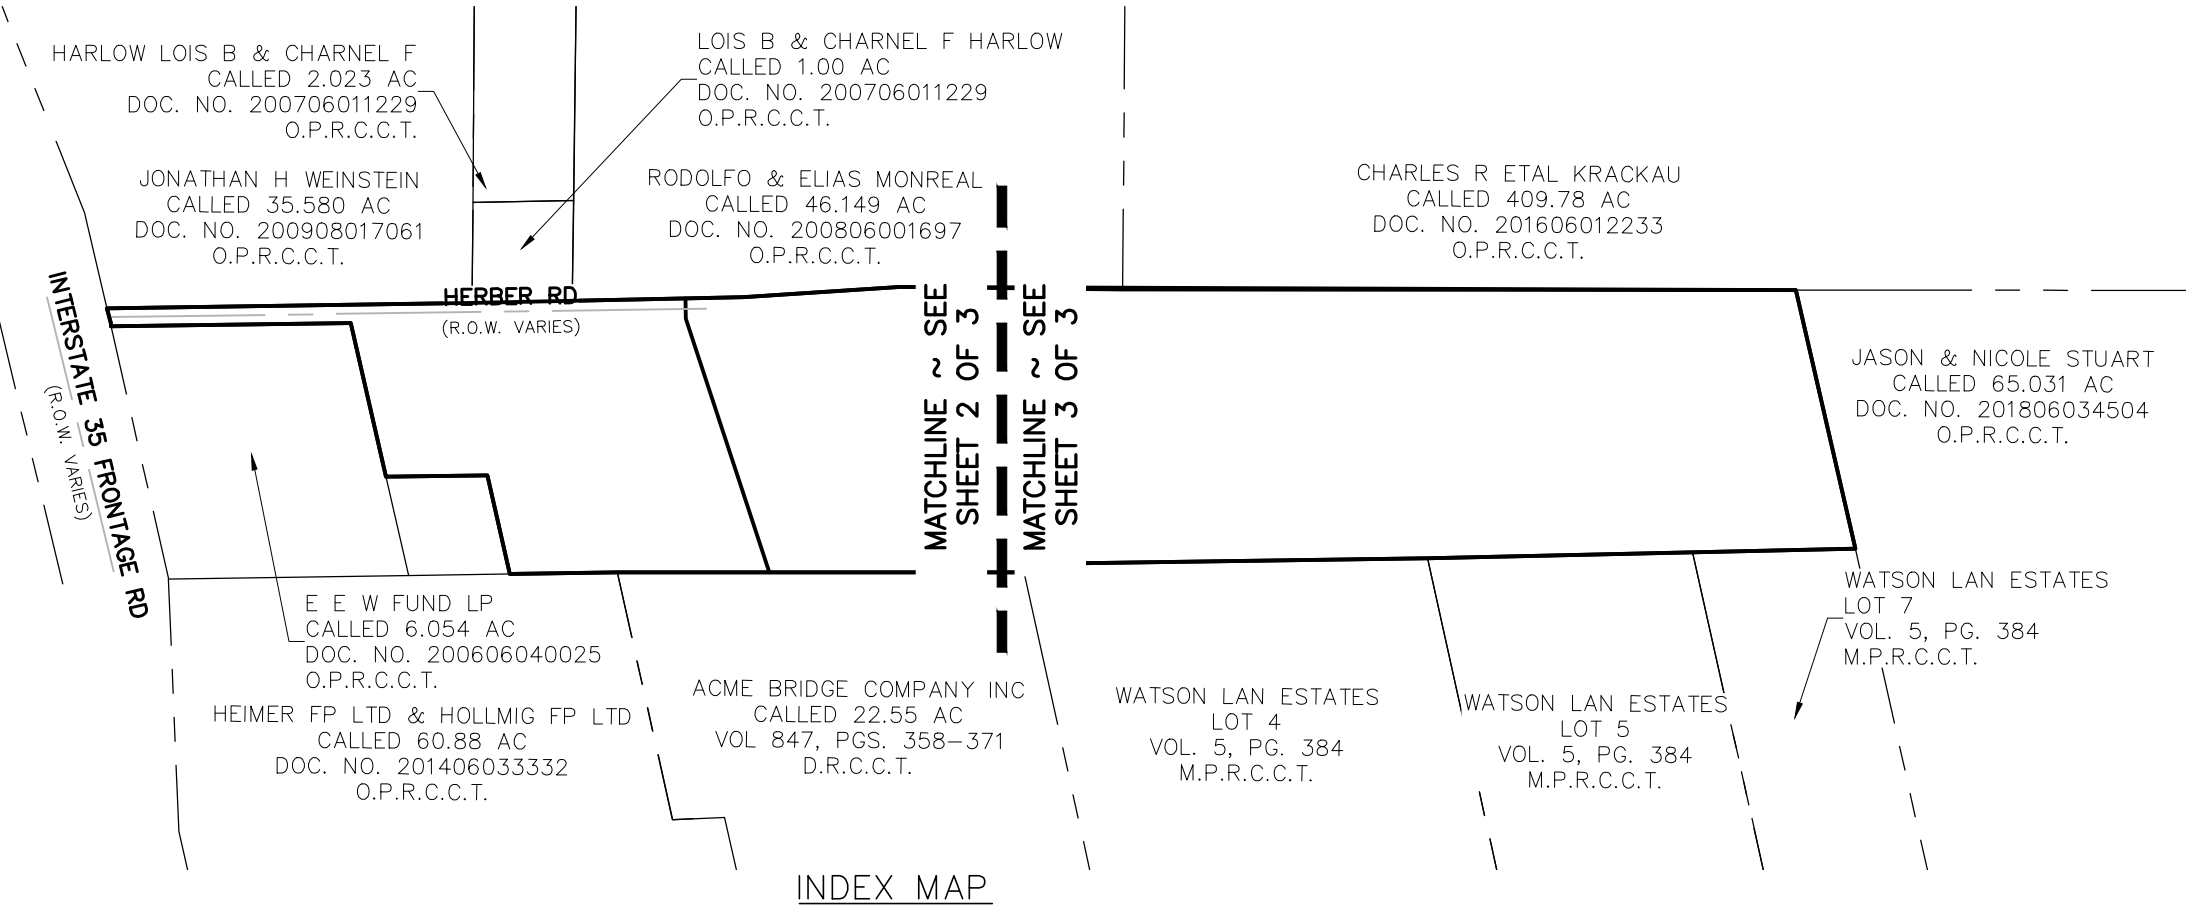 HARLOW LOIS B & CHARNEL F
CALLED 2.023 AC
DOC. NO. 200706011229
O.P.R.C.C.T.
LOIS B & CHARNEL F HARLOW
CALLED 1.00 AC
DOC. NO. 200706011229
O.P.R.C.C.T.
JONATHAN H WEINSTEIN
CALLED 35.580 AC
DOC. NO. 200908017061
O.P.R.C.C.T.
RODOLFO & ELIAS MONREAL
CALLED 46.149 AC
DOC. NO. 200806001697
O.P.R.C.C.T.
CHARLES R ETAL KRACKAU
CALLED 409.78 AC
DOC. NO. 201606012233
O.P.R.C.C.T.
HERBER RD
(R.O.W. VARIES)
INTERSTATE 35 FRONTAGE RD
(R.O.W. VARIES)
MATCHLINE ~ SEE
SHEET 2 OF 3
MATCHLINE ~ SEE
SHEET 3 OF 3
JASON & NICOLE STUART
CALLED 65.031 AC
DOC. NO. 201806034504
O.P.R.C.C.T.
E E W FUND LP
CALLED 6.054 AC
DOC. NO. 200606040025
O.P.R.C.C.T.
WATSON LAN ESTATES
LOT 7
VOL. 5, PG. 384
M.P.R.C.C.T.
HEIMER FP LTD & HOLLMIG FP LTD
CALLED 60.88 AC
DOC. NO. 201406033332
O.P.R.C.C.T.
ACME BRIDGE COMPANY INC
CALLED 22.55 AC
VOL 847, PGS. 358-371
D.R.C.C.T.
WATSON LAN ESTATES
LOT 4
VOL. 5, PG. 384
M.P.R.C.C.T.
WATSON LAN ESTATES
LOT 5
VOL. 5, PG. 384
M.P.R.C.C.T.
INDEX MAP